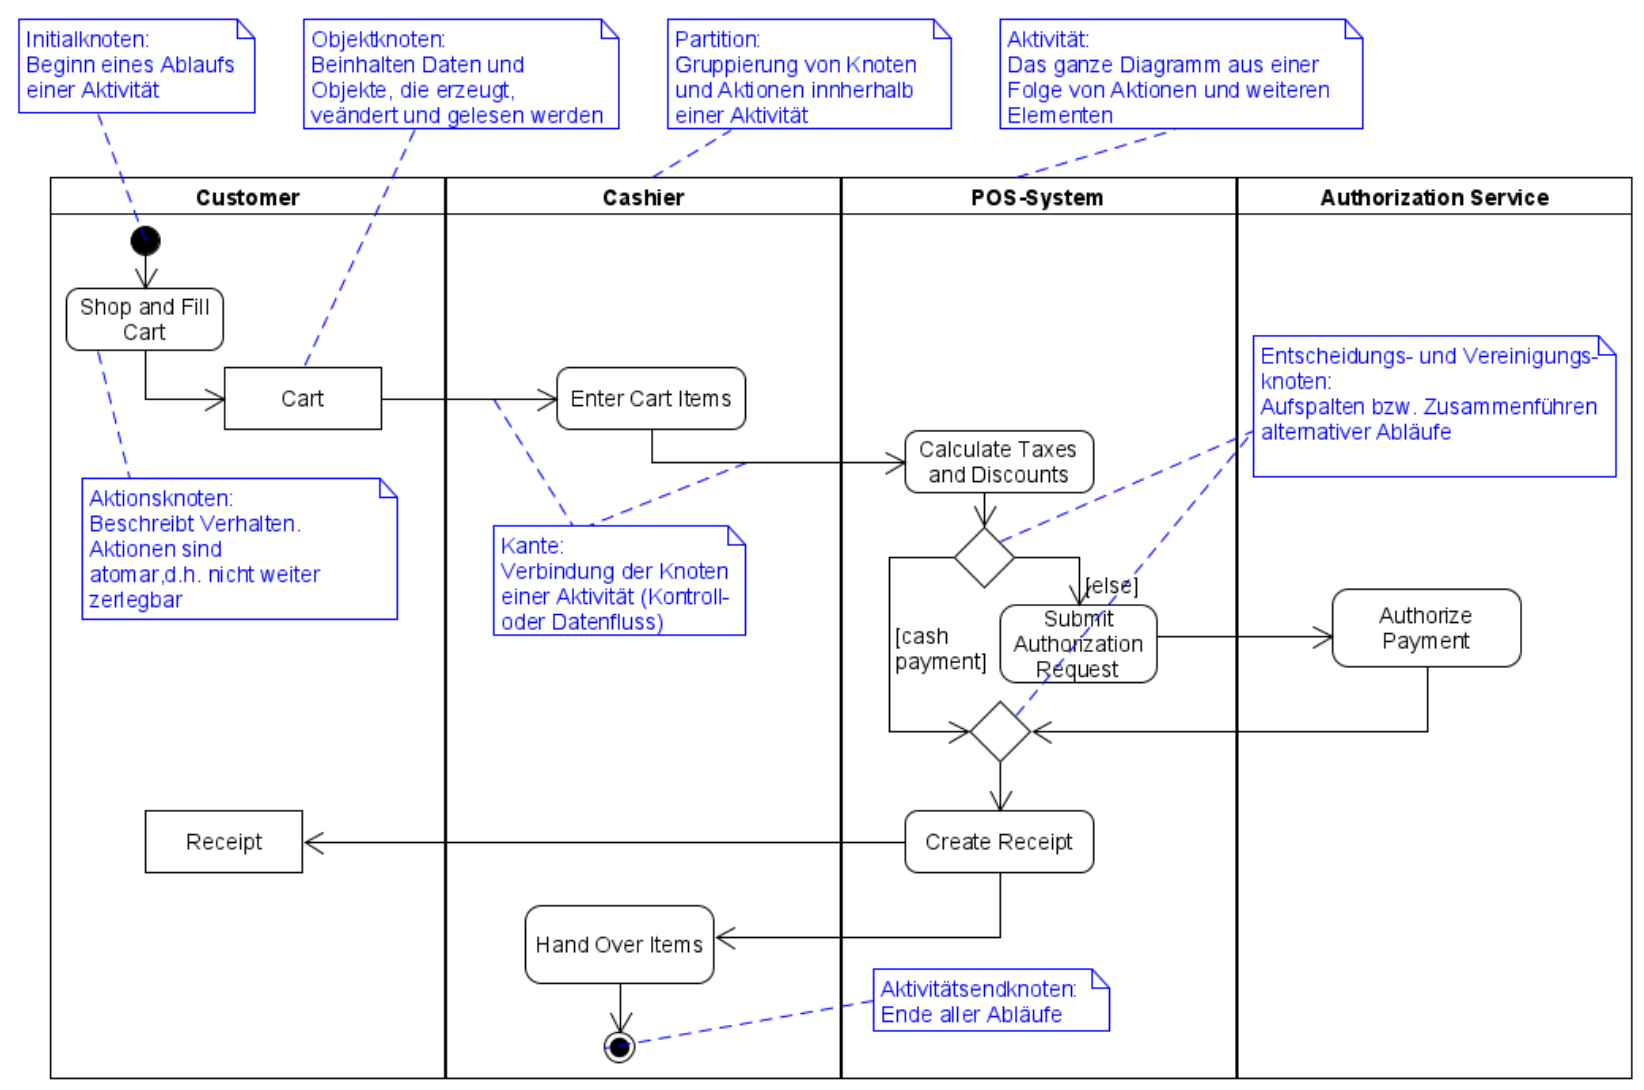 Initialknoten:
Beginn eines Ablaufs
einer Aktivität
Objektknoten:
Beinhalten Daten und
Objekte, die erzeugt,
veändert und gelesen werden
Partition:
Gruppierung von Knoten
und Aktionen innherhalb
einer Aktivität
Aktivität:
Das ganze Diagramm aus einer
Folge von Aktionen und weiteren
Elementen
Customer
Cashier
POS-System
Authorization Service
Shop and Fill
Cart
Cart
Enter Cart Items
Calculate Taxes
and Discounts
Entscheidungs- und Vereinigungs-
knoten:
Aufspalten bzw. Zusammenführen
alternativer Abläufe
Aktionsknoten:
Beschreibt Verhalten.
Aktionen sind
atomar,d.h. nicht weiter
zerlegbar
Kante:
Verbindung der Knoten
einer Aktivität (Kontroll-
oder Datenfluss)
[else]
[cash
payment]
Submit
Authorization
Request
Authorize
Payment
Receipt
Create Receipt
Hand Over Items
Aktivitätsendknoten:
Ende aller Abläufe